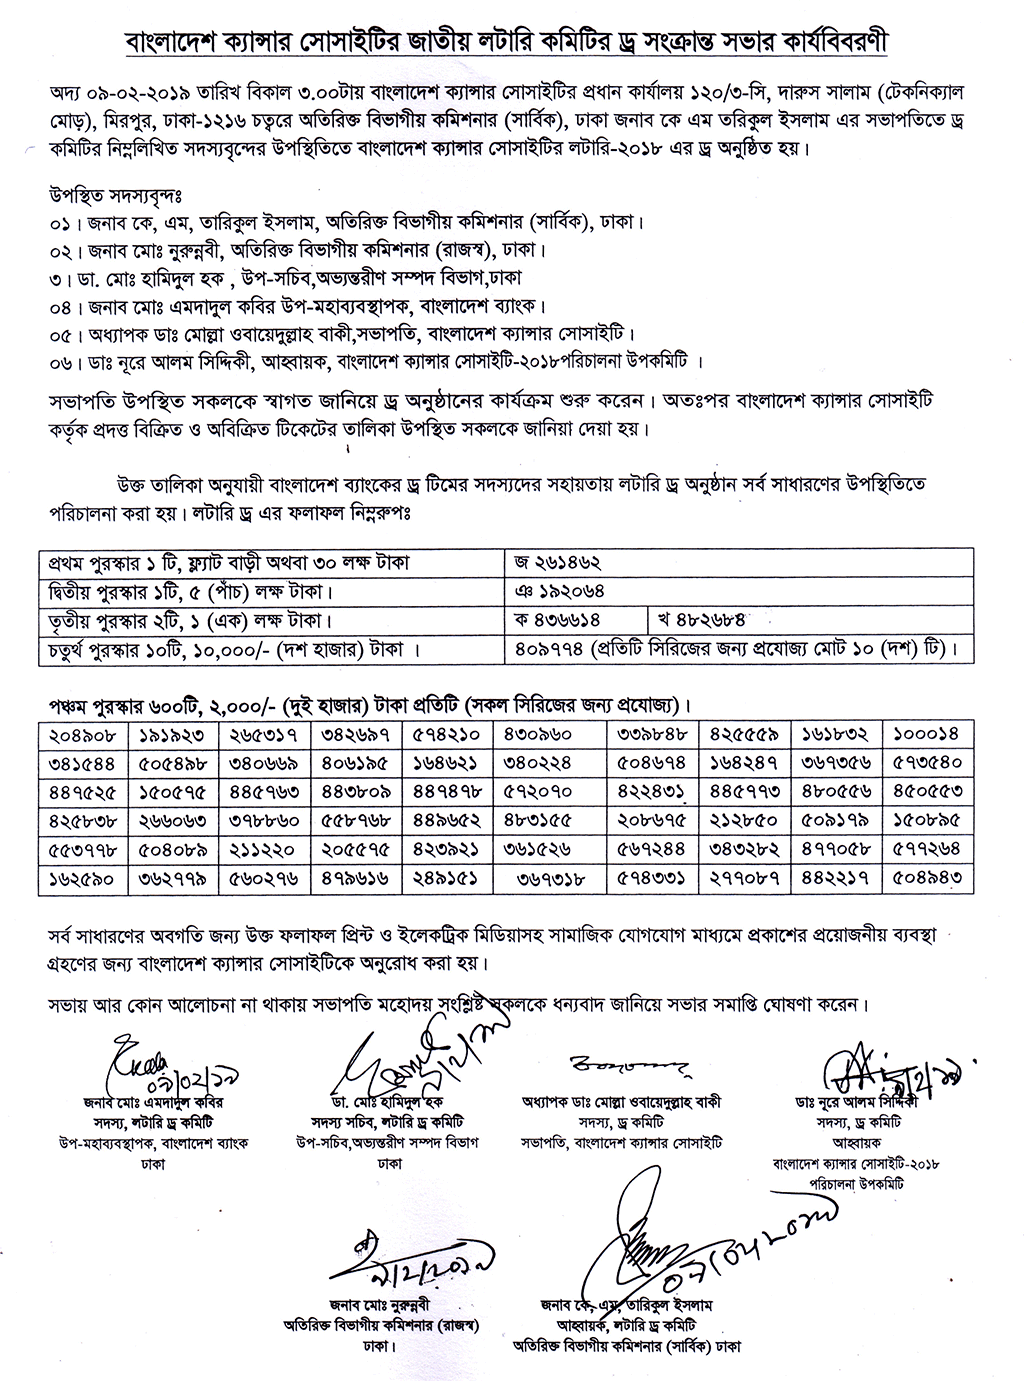 বাংলাদেশ ক্যান্সার সোসাইটির জাতীয় লটারি কমিটির ড্র সংক্রান্ত সভার কার্যবিবরণী
অদ্য ০৯-০২-২০১৯ তারিখ বিকাল ৩.০০টায় বাংলাদেশ ক্যান্সার সোসাইটির প্রধান কার্যালয় ১২০/৩-সি, দারুস সালাম (টেকনিক্যাল
মোড়), মিরপুর, ঢাকা-১২১৬ চত্বরে অতিরিক্ত বিভাগীয় কমিশনার (সার্বিক), ঢাকা জনাব কে এম তরিকুল ইসলাম এর সভাপতিতে ড্র
কমিটির নিম্নলিখিত সদস্যবৃন্দের উপস্থিতিতে বাংলাদেশ ক্যান্সার সোসাইটির লটারি-২০১৮ এর ড্র অনুষ্ঠিত হয়।
উপস্থিত সদস্যবৃন্দঃ
০১। জনাব কে, এম, তারিকুল ইসলাম, অতিরিক্ত বিভাগীয় কমিশনার (সার্বিক), ঢাকা।
০২। জনাব মোঃ নুরুন্নবী, অতিরিক্ত বিভাগীয় কমিশনার (রাজস্ব), ঢাকা।
৩। ডা. মোঃ হামিদুল হক , উপ-সচিব,অভ্যন্তরীণ সম্পদ বিভাগ,ঢাকা
০৪। জনাব মোঃ এমদাদুল কবির উপ-মহাব্যবস্থাপক, বাংলাদেশ ব্যাংক।
০৫। অধ্যাপক ডাঃ মোল্লা ওবায়েদুল্লাহ বাকী,সভাপতি, বাংলাদেশ ক্যান্সার সোসাইটি।
০৬। ডাঃ নূরে আলম সিদ্দিকী, আহ্বায়ক, বাংলাদেশ ক্যান্সার সোসাইটি-২০১৮পরিচালনা উপকমিটি ।
সভাপতি উপস্থিত সকলকে স্বাগত জানিয়ে ড্র অনুষ্ঠানের কার্যক্রম শুরু করেন। অতঃপর বাংলাদেশ ক্যান্সার সোসাইটি
কর্তৃক প্রদত্ত বিক্রিত ও অবিক্রিত টিকেটের তালিকা উপস্থিত সকলকে জানিয়া দেয়া হয়।
উক্ত তালিকা অনুযায়ী বাংলাদেশ ব্যাংকের ড্র টিমের সদস্যদের সহায়তায় লটারি ড্র অনুষ্ঠান সর্ব সাধারণের উপস্থিতিতে
পরিচালনা করা হয়। লটারি ড্র এর ফলাফল নিম্নরুপঃ
প্রথম পুরস্কার ১ টি, ফ্ল্যাট বাড়ী অথবা ৩০ লক্ষ টাকা জ ২৬১৪৬২
দ্বিতীয় পুরস্কার ১টি, ৫ (পাঁচ) লক্ষ টাকা। ঞ ১৯২০৬৪
তৃতীয় পুরস্কার ২টি, ১ (এক) লক্ষ টাকা। ক ৪৩৬৬১৪ খ ৪৮২৬৮৪
চতুর্থ পুরস্কার ১০টি, ১০,০০০/- (দশ হাজার) টাকা । ৪০৯৭৭৪ (প্রতিটি সিরিজের জন্য প্রযোজ্য মোট ১০ (দশ) টি)।
পঞ্চম পুরস্কার ৬০০টি, ২,০০০/- (দুই হাজার) টাকা প্রতিটি (সকল সিরিজের জন্য প্রযোজ্য)।
২০৪৯০৮ ১৯১৯২৩ ২৬৫৩১৭ ৩৪২৬৯৭ ৫৭৪২১০ ৪৩০৯৬০ ৩৩৯৮৪৮ ৪২৫৫৫৯ ১৬১৮৩২ ১০০০১৪
৩৪১৫৪৪ ৫০৫৪৯৮ ৩৪০৬৬৯ ৪০৬১৯৫ ১৬৪৬২১ ৩৪০২২৪ ৫০৪৬৭৪ ১৬৪২৪৭ ৩৬৭৩৫৬ ৫৭৩৫৪০
৪৪৭৫২৫ ১৫০৫৭৫ ৪৪৫৭৬৩ ৪৪৩৮০৯ ৪৪৭৪৭৮ ৫৭২০৭০ ৪২২৪৩১ ৪৪৫৭৭৩ ৪৮০৫৫৬ ৪৫০৫৫৩
৪২৫৮৩৮ ২৬৬০৬৩ ৩৭৮৮৬০ ৫৫৮৭৬৮ ৪৪৯৬৫২ ৪৮৩১৫৫ ২০৮৬৭৫ ২১২৮৫০ ৫০৯১৭৯ ১৫০৮৯৫
৫৫৩৭৭৮ ৫০৪০৮৯ ২১১২২০ ২০৫৫৭৫ ৪২৩৯২১ ৩৬১৫২৬ ৫৬৭২৪৪ ৩৪৩২৮২ ৪৭৭০৫৮ ৫৭৭২৬৪
১৬২৫৯০ ৩৬২৭৭৯ ৫৬০২৭৬ ৪৭৯৬১৬ ২৪৯১৫১ ৩৬৭৩১৮ ৫৭৪৩৩১ ২৭৭০৮৭ ৪৪২২১৭ ৫০৪৯৪৩
সর্ব সাধারণের অবগতি জন্য উক্ত ফলাফল প্রিন্ট ও ইলেকট্রিক মিডিয়াসহ সামাজিক যোগযোগ মাধ্যমে প্রকাশের প্রয়োজনীয় ব্যবস্থা
গ্রহণের জন্য বাংলাদেশ ক্যান্সার সোসাইটিকে অনুরোধ করা হয়।
সভায় আর কোন আলোচনা না থাকায় সভাপতি মহোদয় সংশ্লিষ্ট সকলকে ধন্যবাদ জানিয়ে সভার সমাপ্তি ঘোষণা করেন।
০৯/০২/১৯ ৯/২/১৯ ৯/২/১৯
জনাব মোঃ এমদাদুল কবির ডা. মোঃ হামিদুল হক অধ্যাপক ডাঃ মোল্লা ওবায়েদুল্লাহ বাকী ডাঃ নূরে আলম সিদ্দিকী
সদস্য, লটারি ড্র কমিটি সদস্য সচিব, লটারি ড্র কমিটি সদস্য, ড্র কমিটি সদস্য, ড্র কমিটি
উপ-মহাব্যবস্থাপক, বাংলাদেশ ব্যাংক উপ-সচিব,অভ্যন্তরীণ সম্পদ বিভাগ সভাপতি, বাংলাদেশ ক্যান্সার সোসাইটি আহ্বায়ক
ঢাকা ঢাকা বাংলাদেশ ক্যান্সার সোসাইটি-২০১৮
পরিচালনা উপকমিটি
৯/২/২০১৯ ০৯/০২/২০১৯
জনাব মোঃ নুরুন্নবী জনাব কে, এম, তারিকুল ইসলাম
অতিরিক্ত বিভাগীয় কমিশনার (রাজস্ব) আহ্বায়ক, লটারি ড্র কমিটি
ঢাকা। অতিরিক্ত বিভাগীয় কমিশনার (সার্বিক) ঢাকা